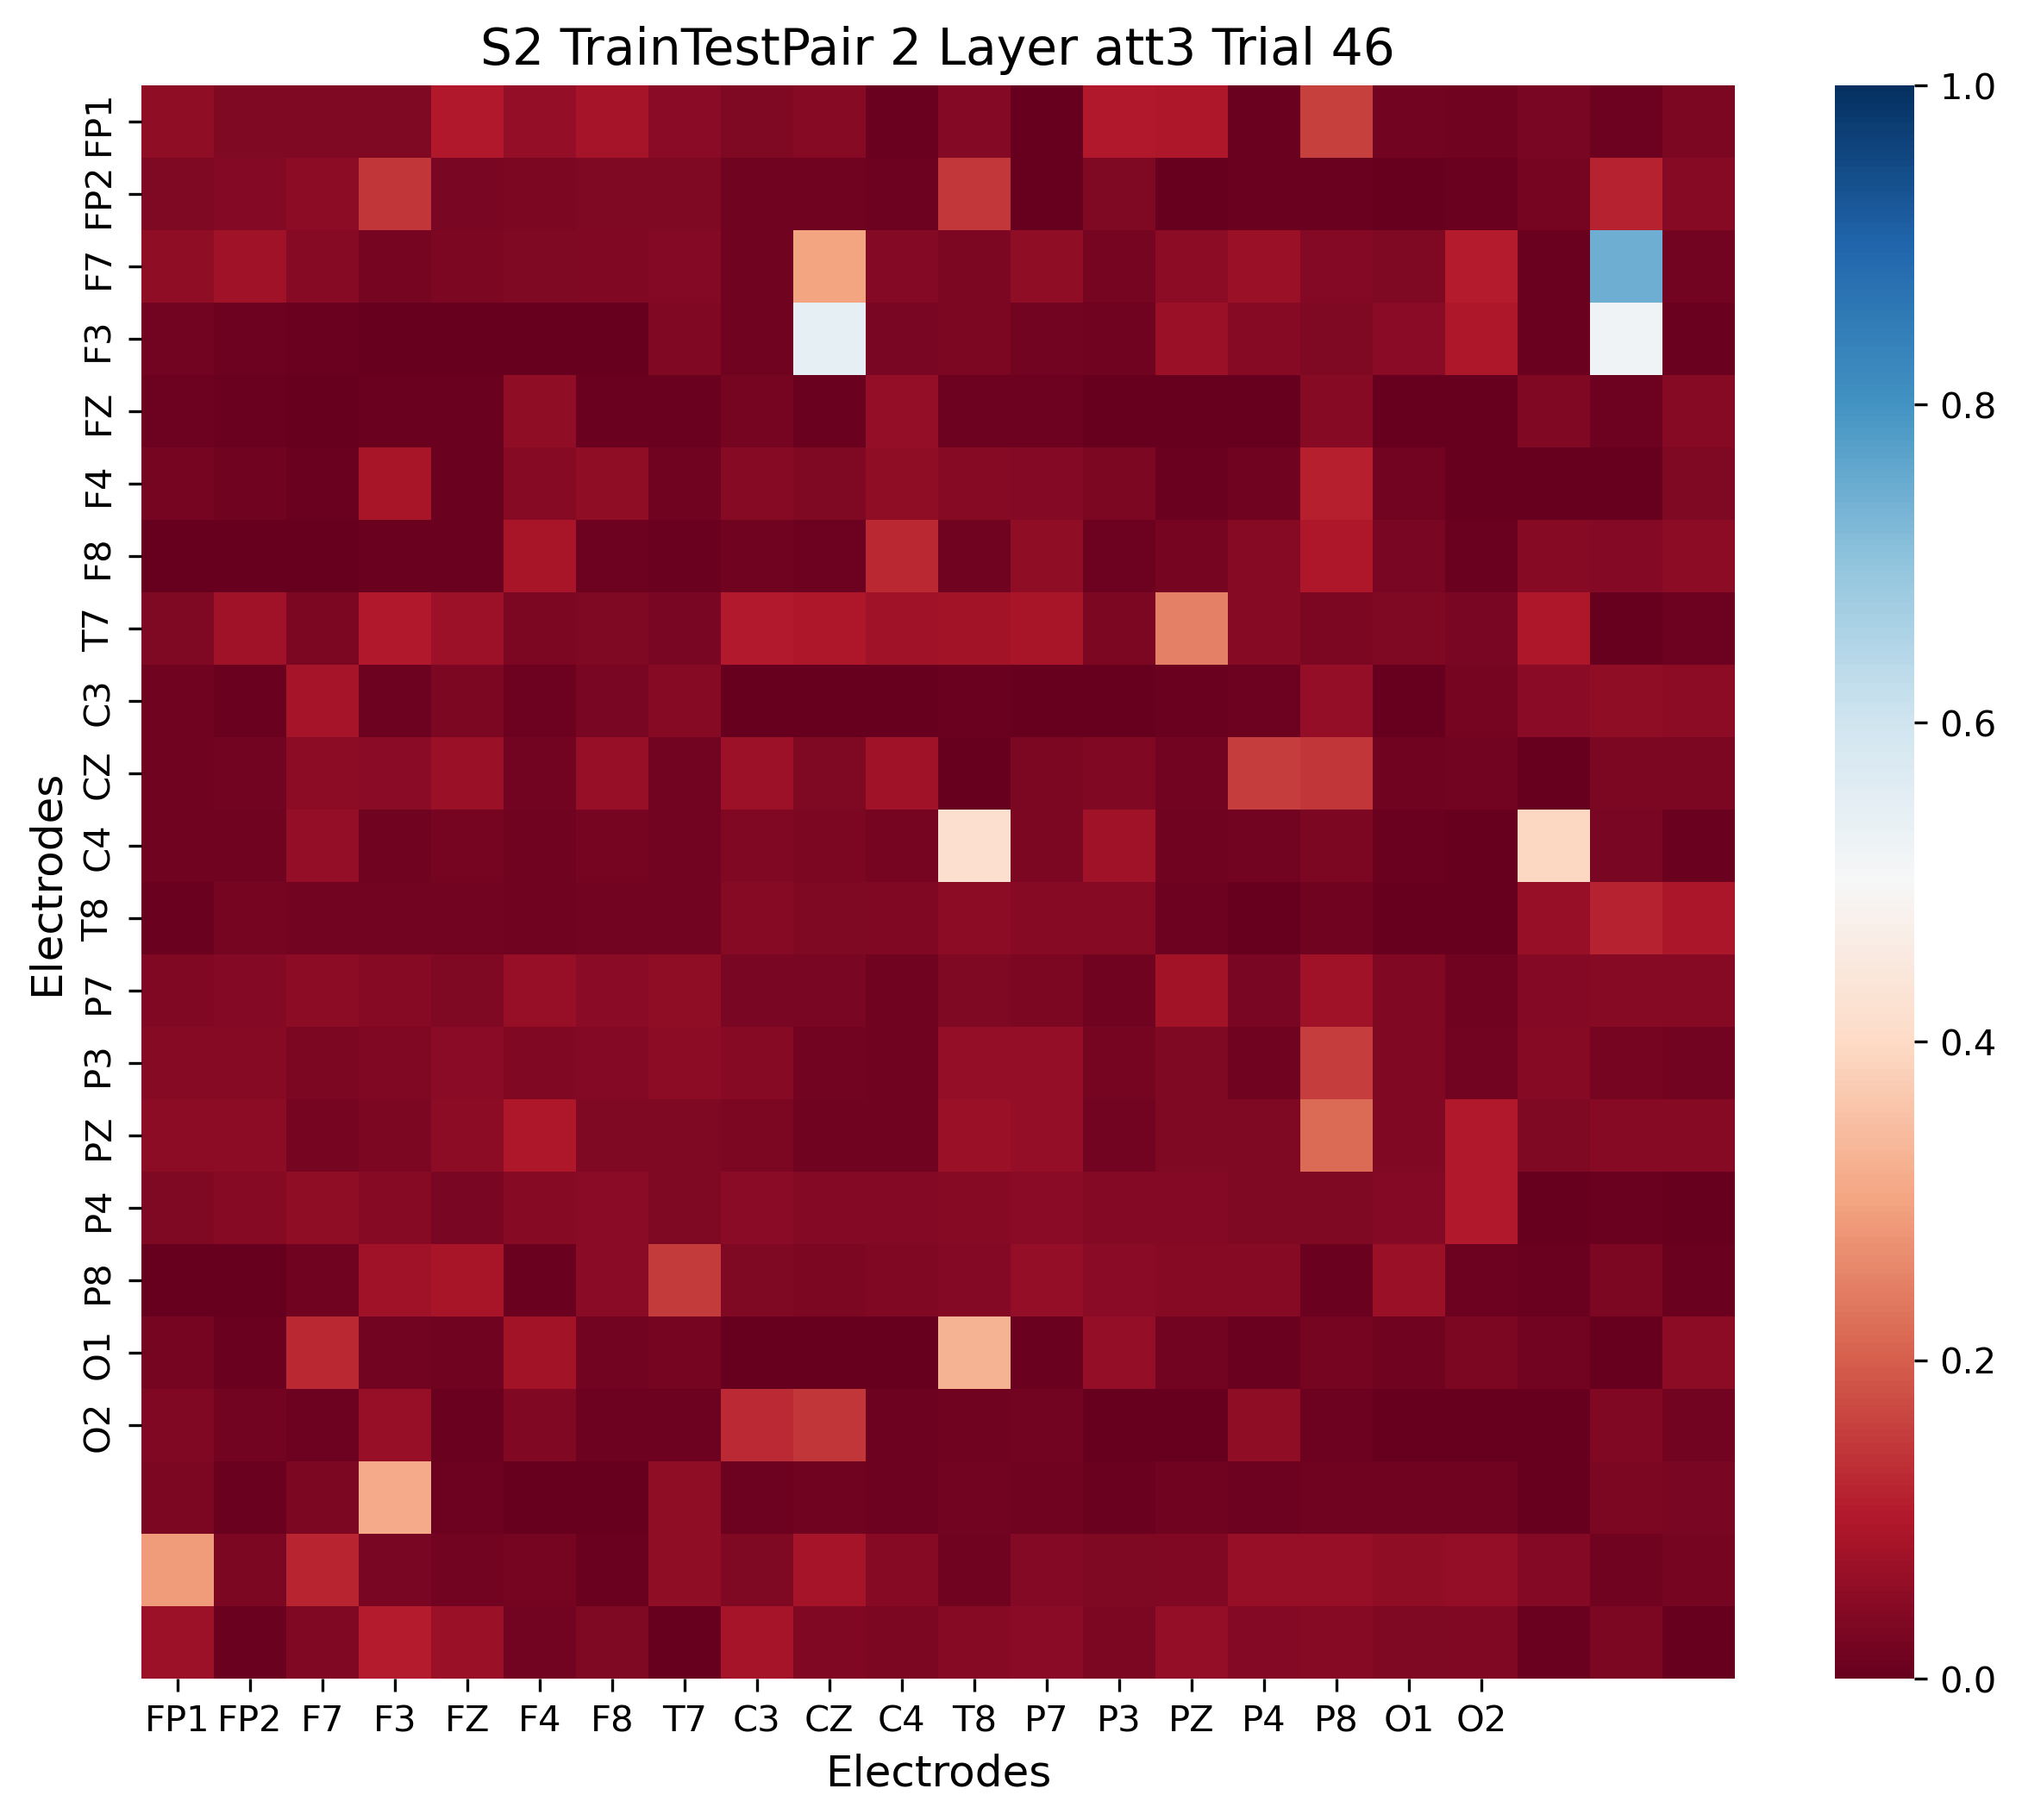 S2 TrainTestPair 2 Layer att3 Trial 46
Electrodes
FP1
FP2
F7
F3
FZ
F4
F8
T7
C3
CZ
C4
T8
P7
P3
PZ
P4
P8
O1
O2
FP1 FP2 F7 F3 FZ F4 F8 T7 C3 CZ C4 T8 P7 P3 PZ P4 P8 O1 O2
Electrodes
1.0
0.8
0.6
0.4
0.2
0.0